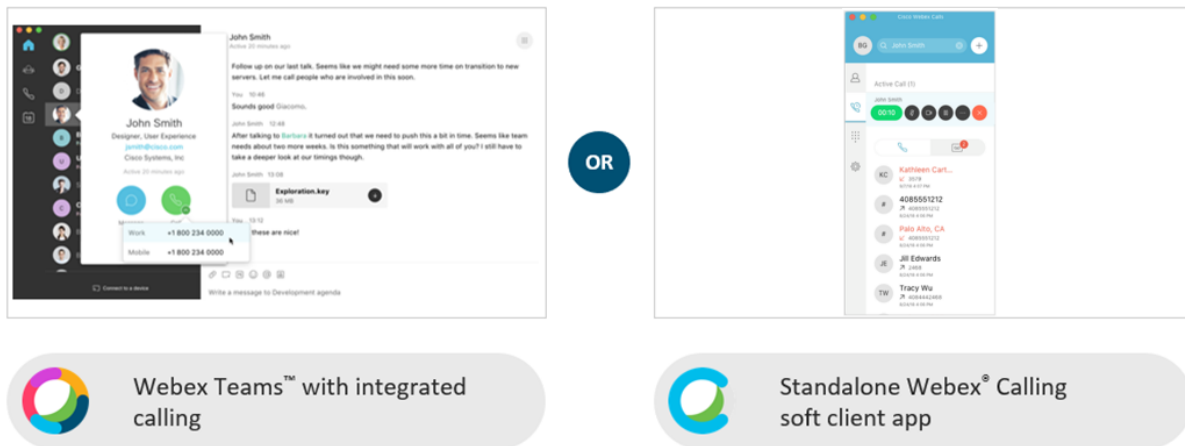 John Smith
Active 20 minutes ago
Follow up on our last talk. Seems like we might need some more time on transition to new
servers. Let me call people who are involved in this soon.
You 10:46
Sounds good Giacomo.
John Smith 12:48
After talking to Barbara it turned out that we need to push this a bit in time. Seems like team
needs about two more weeks. Is this something that will work with all of you? I still have to
take a deeper look at our timings though.
John Smith 13:08
Exploration.key
36 MB
You 13:12
these are nice!
Write a message to Development agenda
John Smith
Designer, User Experience
jsmith@cisco.com
Cisco Systems, Inc
Active 20 minutes ago
Work +1 800 234 0000
Mobile +1 800 234 0000
Connect to a device
OR
Cisco Webex Calls
BG
John Smith
Active Call (1)
John Smith
00:10
KC
Kathleen Cart...
3579
# 4085551212
# Palo Alto, CA
4085551212
JE
Jill Edwards
2468
TW
Tracy Wu
4084442468
Webex Teams™ with integrated
calling
Standalone Webex® Calling
soft client app